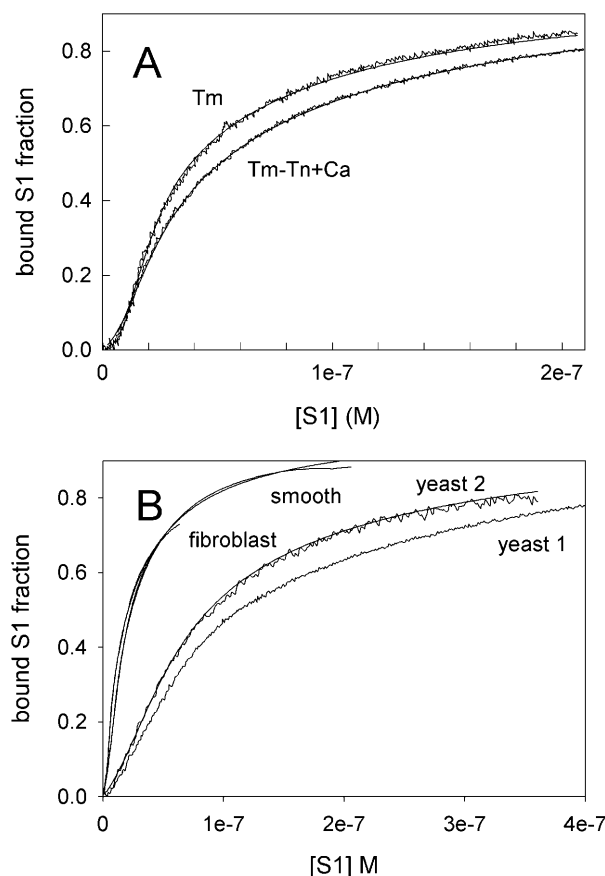 A
0.8
0.6
0.4
0.2
0.0
bound S1 fraction
Tm
Tm-Tn+Ca
0
1e-7
2e-7
[S1] (M)
B
0.8
0.6
0.4
0.2
0.0
bound S1 fraction
smooth
fibroblast
yeast 2
yeast 1
0
1e-7
2e-7
3e-7
4e-7
[S1] M